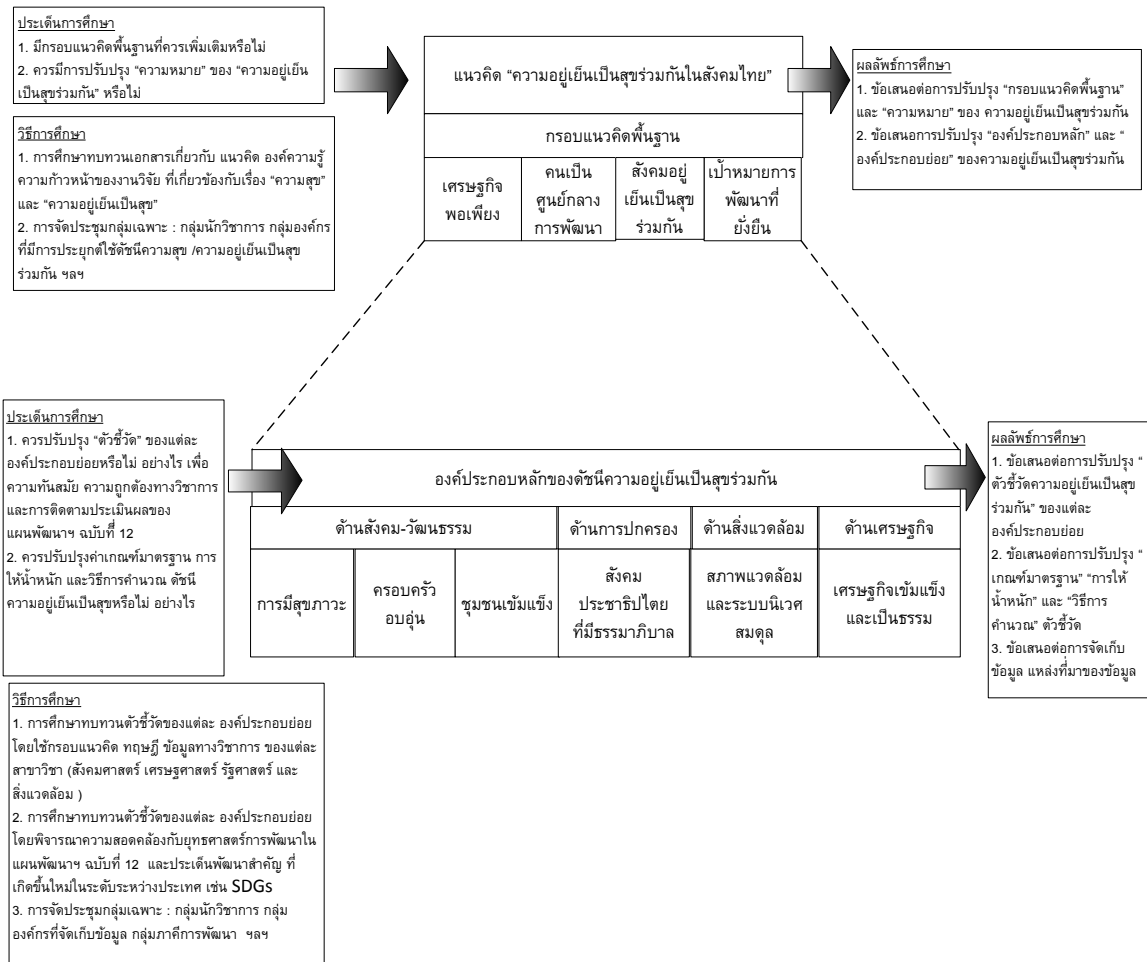 ประเด็นการศึกษา
1. มีกรอบแนวคิดพื้นฐานที่ควรเพิ่มเติมหรือไม่
2. ควรมีการปรับปรุง “ความหมาย” ของ “ความอยู่เย็น
เป็นสุขร่วมกัน” หรือไม่
วิธีการศึกษา
1. การศึกษาทบทวนเอกสารเกี่ยวกับ แนวคิด องค์ความรู้
ความก้าวหน้าของงานวิจัย ที่เกี่ยวข้องกับเรื่อง “ความสุข”
และ “ความอยู่เย็นเป็นสุข”
2. การจัดประชุมกลุ่มเฉพาะ : กลุ่มนักวิชาการ กลุ่มองค์กร
ที่มีการประยุกต์ใช้ดัชนีความสุข /ความอยู่เย็นเป็นสุข
ร่วมกัน ฯลฯ
แนวคิด “ความอยู่เย็นเป็นสุขร่วมกันในสังคมไทย”
กรอบแนวคิดพื้นฐาน
เศรษฐกิจ
พอเพียง
คนเป็น
ศูนย์กลาง
การพัฒนา
สังคมอยู่
เย็นเป็นสุข
ร่วมกัน
เป้าหมายการ
พัฒนาที่
ยั่งยืน
ผลลัพธ์การศึกษา
1. ข้อเสนอต่อการปรับปรุง “กรอบแนวคิดพื้นฐาน”
และ “ความหมาย” ของ ความอยู่เย็นเป็นสุขร่วมกัน
2. ข้อเสนอการปรับปรุง “องค์ประกอบหลัก” และ “
องค์ประกอบย่อย” ของความอยู่เย็นเป็นสุขร่วมกัน
ประเด็นการศึกษา
1. ควรปรับปรุง “ตัวชี้วัด” ของแต่ละ
องค์ประกอบย่อยหรือไม่ อย่างไร เพื่อ
ความทันสมัย ความถูกต้องทางวิชาการ
และการติดตามประเมินผลของ
แผนพัฒนาฯ ฉบับที่ 12
2. ควรปรับปรุงค่าเกณฑ์มาตรฐาน การ
ให้น้ำหนัก และวิธีการคำนวณ ดัชนี
ความอยู่เย็นเป็นสุขหรือไม่ อย่างไร
องค์ประกอบหลักของดัชนีความอยู่เย็นเป็นสุขร่วมกัน
ด้านสังคม-วัฒนธรรม
ด้านการปกครอง
ด้านสิ่งแวดล้อม
ด้านเศรษฐกิจ
การมีสุขภาวะ
ครอบครัว
อบอุ่น
ชุมชนเข้มแข็ง
สังคม
ประชาธิปไตย
ที่มีธรรมาภิบาล
สภาพแวดล้อม
และระบบนิเวศ
สมดุล
เศรษฐกิจเข้มแข็ง
และเป็นธรรม
ผลลัพธ์การศึกษา
1. ข้อเสนอต่อการปรับปรุง “
ตัวชี้วัดความอยู่เย็นเป็นสุข
ร่วมกัน” ของแต่ละ
องค์ประกอบย่อย
2. ข้อเสนอต่อการปรับปรุง “
เกณฑ์มาตรฐาน” “การให้
น้ำหนัก” และ “วิธีการ
คำนวณ” ตัวชี้วัด
3. ข้อเสนอต่อการจัดเก็บ
ข้อมูล แหล่งที่มาของข้อมูล
วิธีการศึกษา
1. การศึกษาทบทวนตัวชี้วัดของแต่ละ องค์ประกอบย่อย
โดยใช้กรอบแนวคิด ทฤษฎี ข้อมูลทางวิชาการ ของแต่ละ
สาขาวิชา (สังคมศาสตร์ เศรษฐศาสตร์ รัฐศาสตร์ และ
สิ่งแวดล้อม )
2. การศึกษาทบทวนตัวชี้วัดของแต่ละ องค์ประกอบย่อย
โดยพิจารณาความสอดคล้องกับยุทธศาสตร์การพัฒนาใน
แผนพัฒนาฯ ฉบับที่ 12 และประเด็นพัฒนาสำคัญ ที่
เกิดขึ้นใหม่ในระดับระหว่างประเทศ เช่น SDGs
3. การจัดประชุมกลุ่มเฉพาะ : กลุ่มนักวิชาการ กลุ่ม
องค์กรที่จัดเก็บข้อมูล กลุ่มภาคีการพัฒนา ฯลฯ